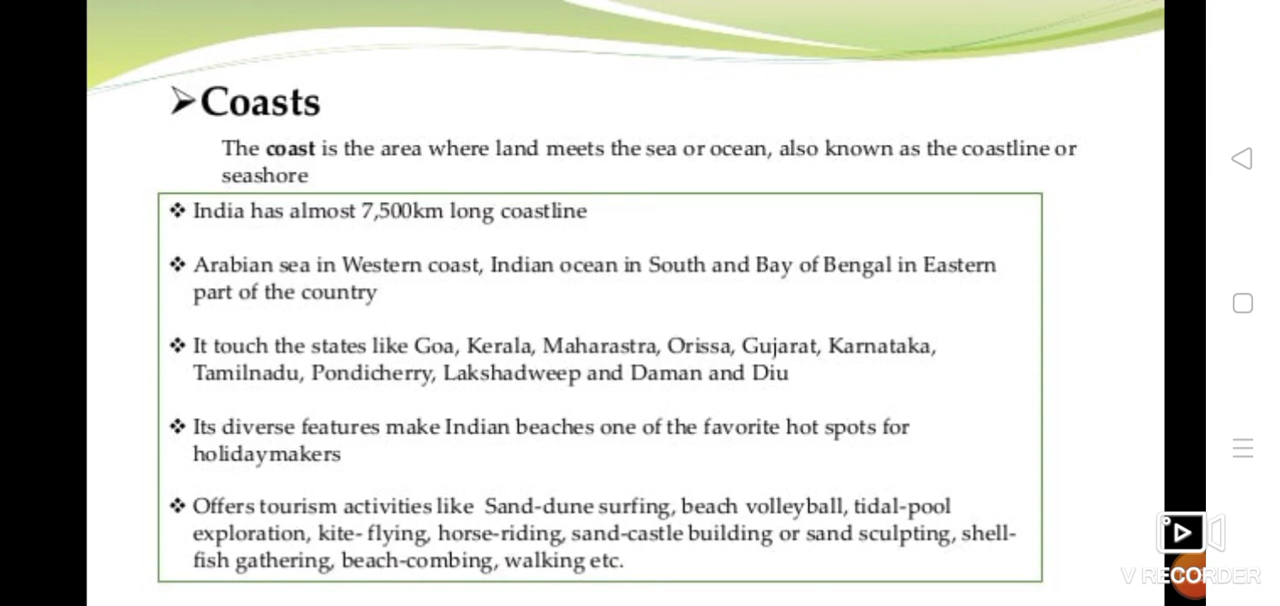 ➢Coasts
The coast is the area where land meets the sea or ocean, also known as the coastline or
seashore
❖ India has almost 7,500km long coastline
❖ Arabian sea in Western coast, Indian ocean in South and Bay of Bengal in Eastern
part of the country
❖ It touch the states like Goa, Kerala, Maharastra, Orissa, Gujarat, Karnataka,
Tamilnadu, Pondicherry, Lakshadweep and Daman and Diu
❖ Its diverse features make Indian beaches one of the favorite hot spots for
holidaymakers
❖ Offers tourism activities like Sand-dune surfing, beach volleyball, tidal-pool
exploration, kite- flying, horse-riding, sand-castle building or sand sculpting, shell-
fish gathering, beach-combing, walking etc.
V RECORDER